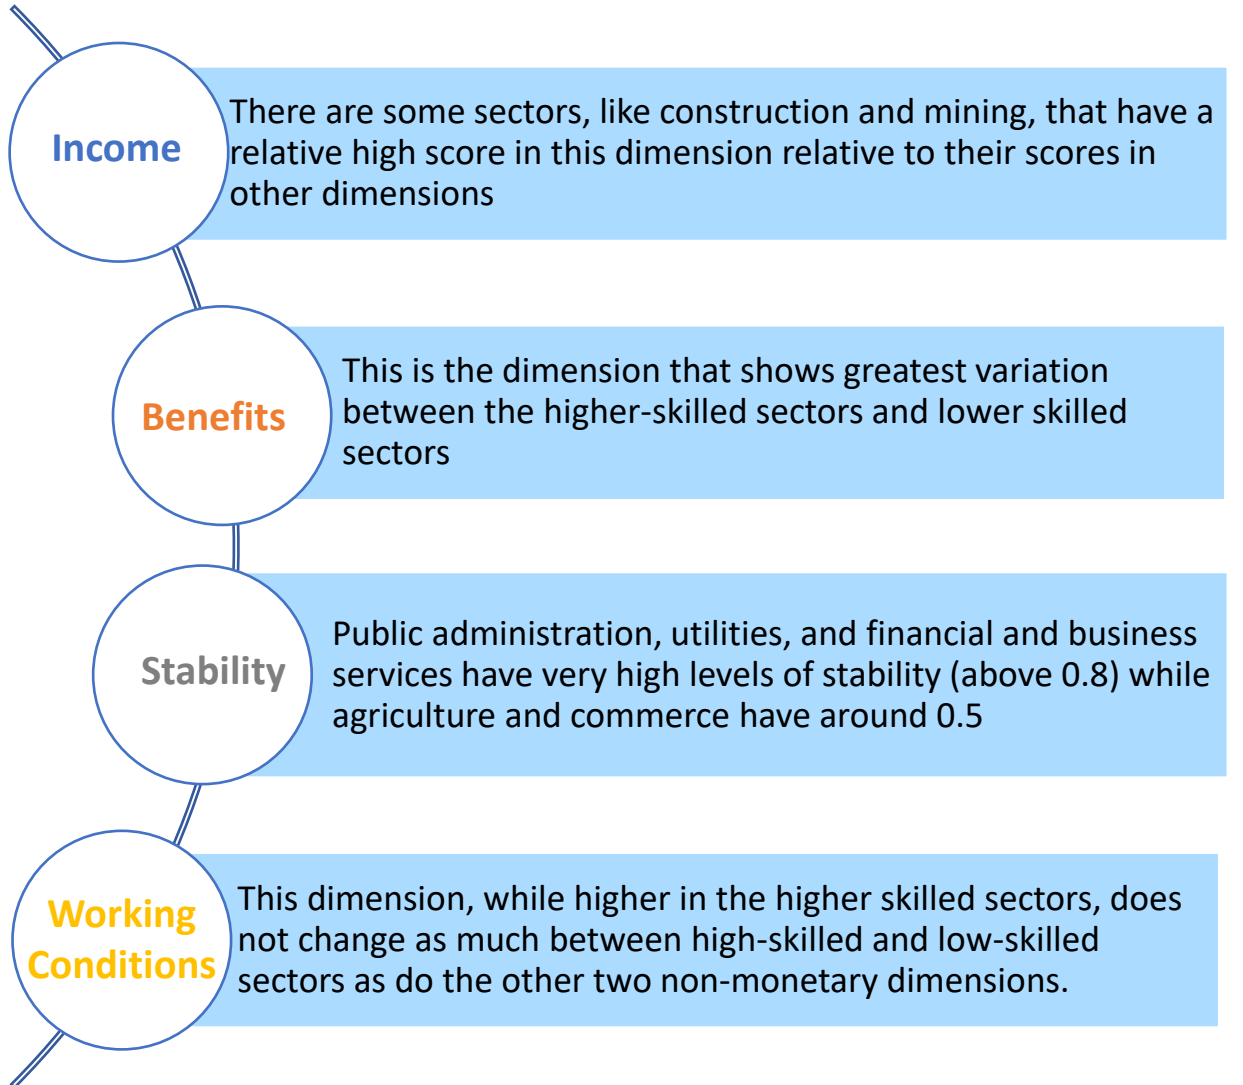 Income
There are some sectors, like construction and mining, that have a
relative high score in this dimension relative to their scores in
other dimensions
Benefits
This is the dimension that shows greatest variation
between the higher-skilled sectors and lower skilled
sectors
Stability
Public administration, utilities, and financial and business
services have very high levels of stability (above 0.8) while
agriculture and commerce have around 0.5
Working
Conditions
This dimension, while higher in the higher skilled sectors, does
not change as much between high-skilled and low-skilled
sectors as do the other two non-monetary dimensions.